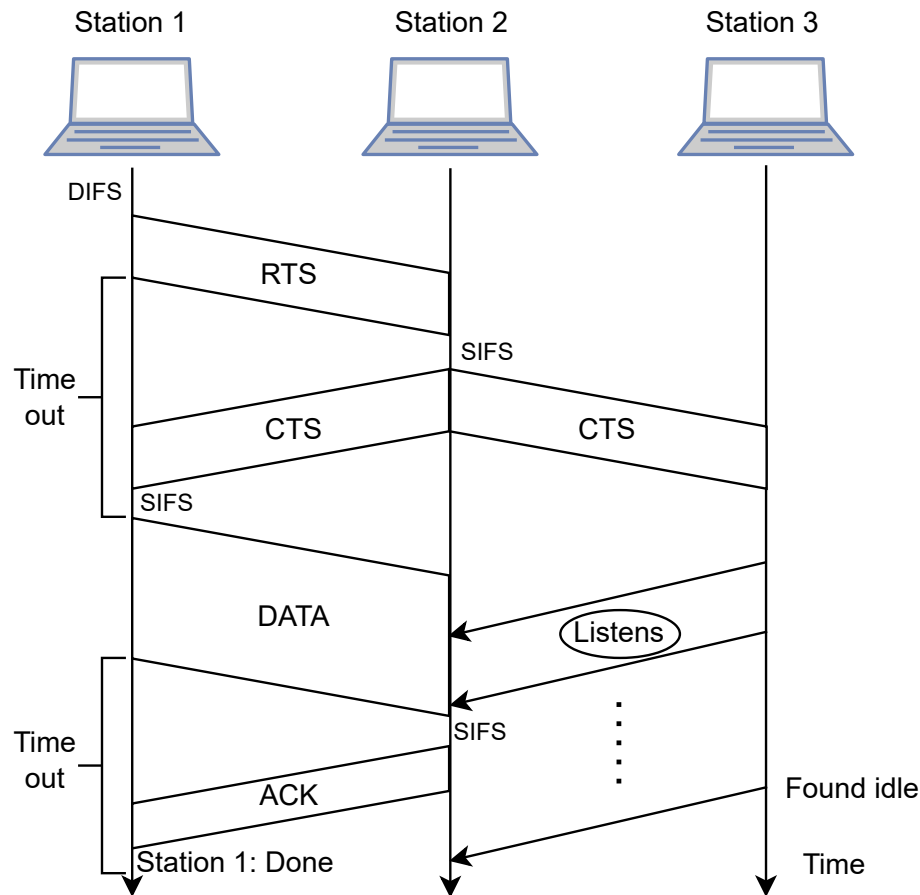 Station 1
Station 2
Station 3
DIFS
RTS
SIFS
Time
out
CTS
CTS
SIFS
DATA
Listens
SIFS
Time
out
ACK
Found idle
Station 1: Done
Time